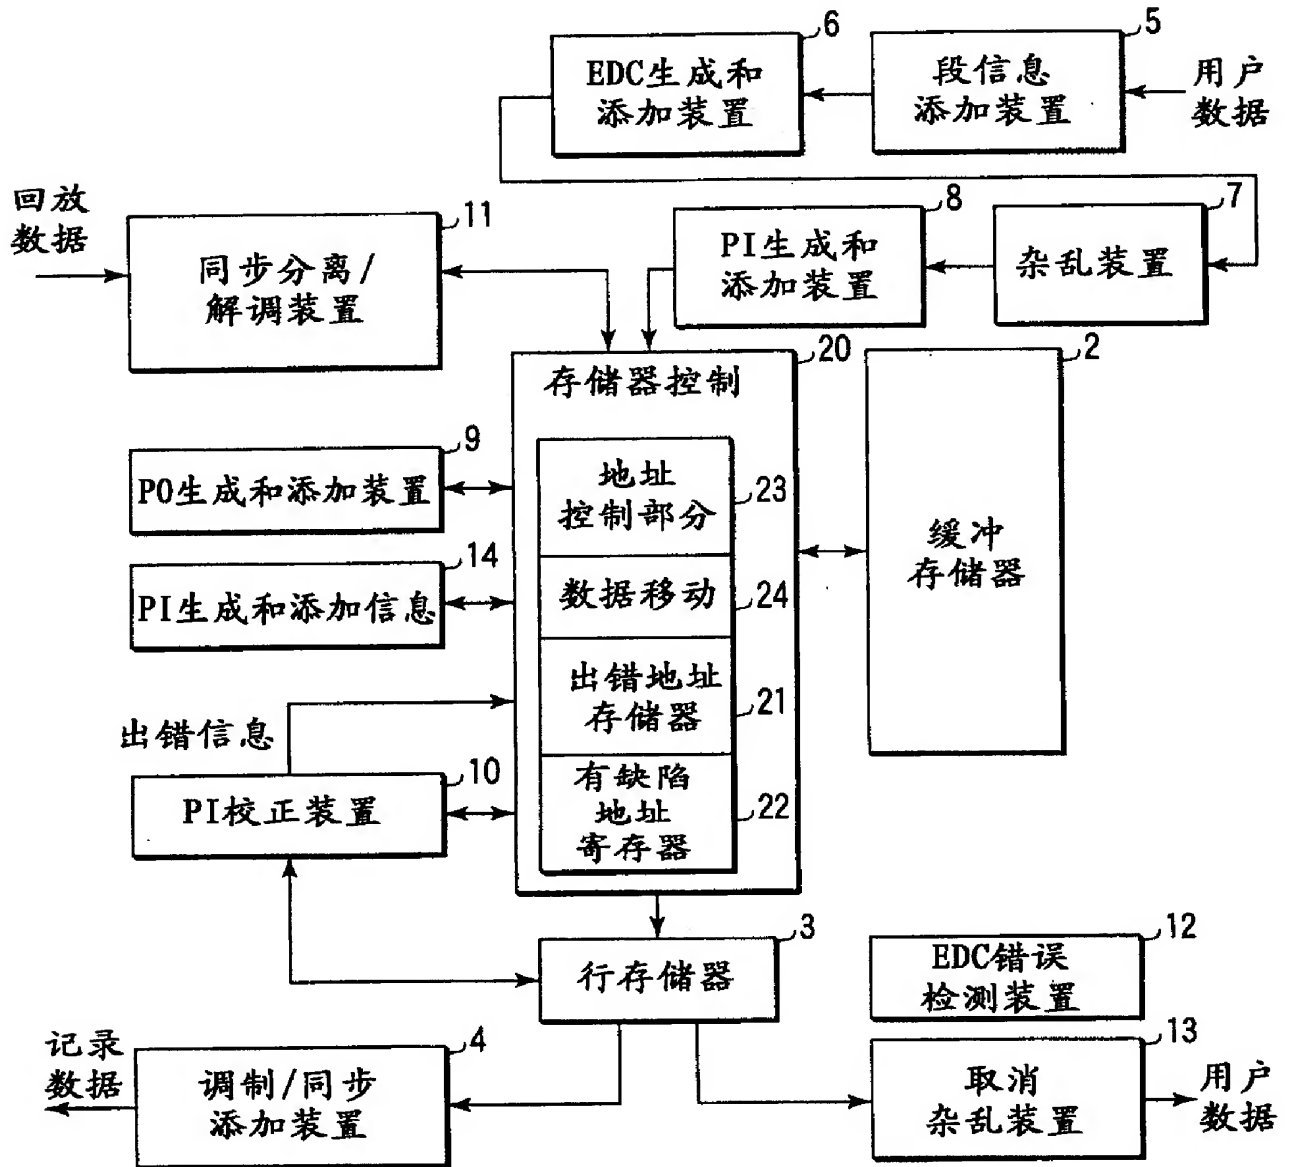 6
5
EDC生成和
添加装置
段信息
添加装置
用户
数据
回放
数据
11
8
7
同步分离/
解调装置
PI生成和
添加装置
杂乱装置
20
2
存储器控制
9
PO生成和添加装置
地址
控制部分
23
缓冲
存储器
14
PI生成和添加信息
数据移动
24
出错地址
存储器
21
出错信息
10
PI校正装置
有缺陷
地址
寄存器
22
3
行存储器
12
EDC错误
检测装置
记录
数据
4
调制/同步
添加装置
13
取消
杂乱装置
用户
数据